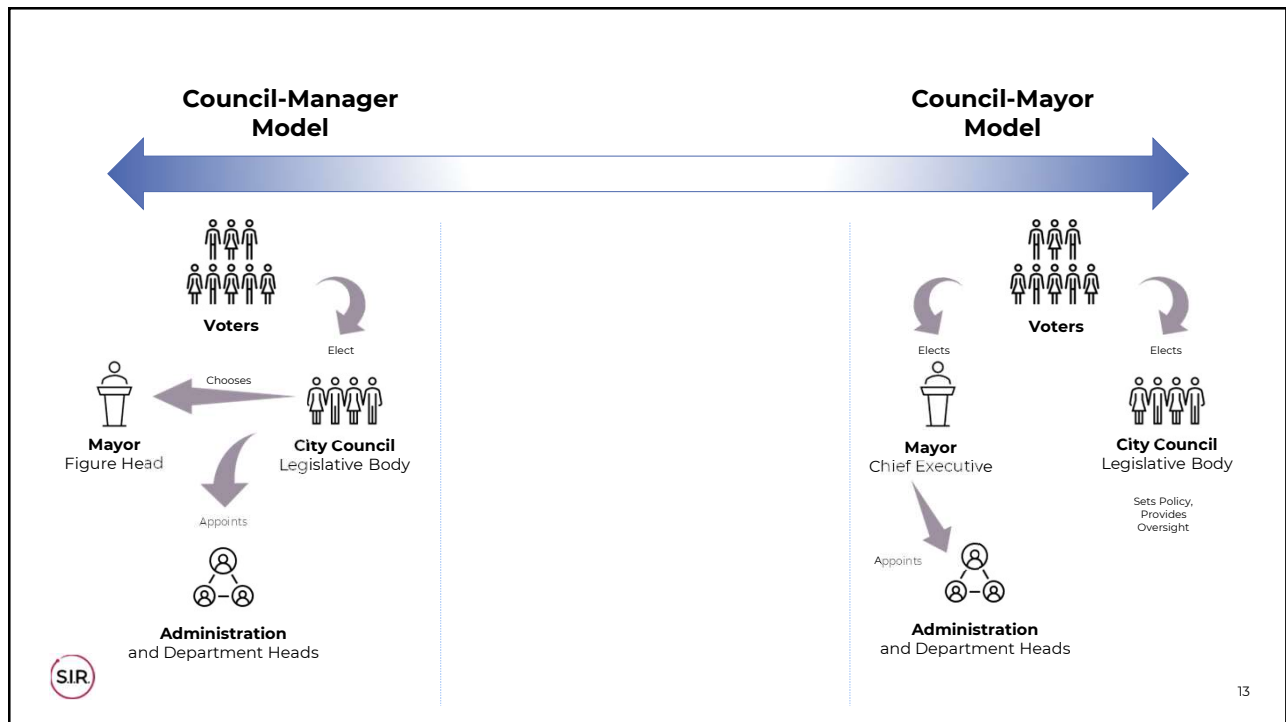 Council-Manager
Model
Council-Mayor
Model
Voters
Elect
Chooses
Mayor
Figure Head
City Council
Legislative Body
Appoints
Administration
and Department Heads
Voters
Elects
Elects
Mayor
Chief Executive
City Council
Legislative Body
Sets Policy,
Provides
Oversight
Appoints
Administration
and Department Heads
S.I.R.
13